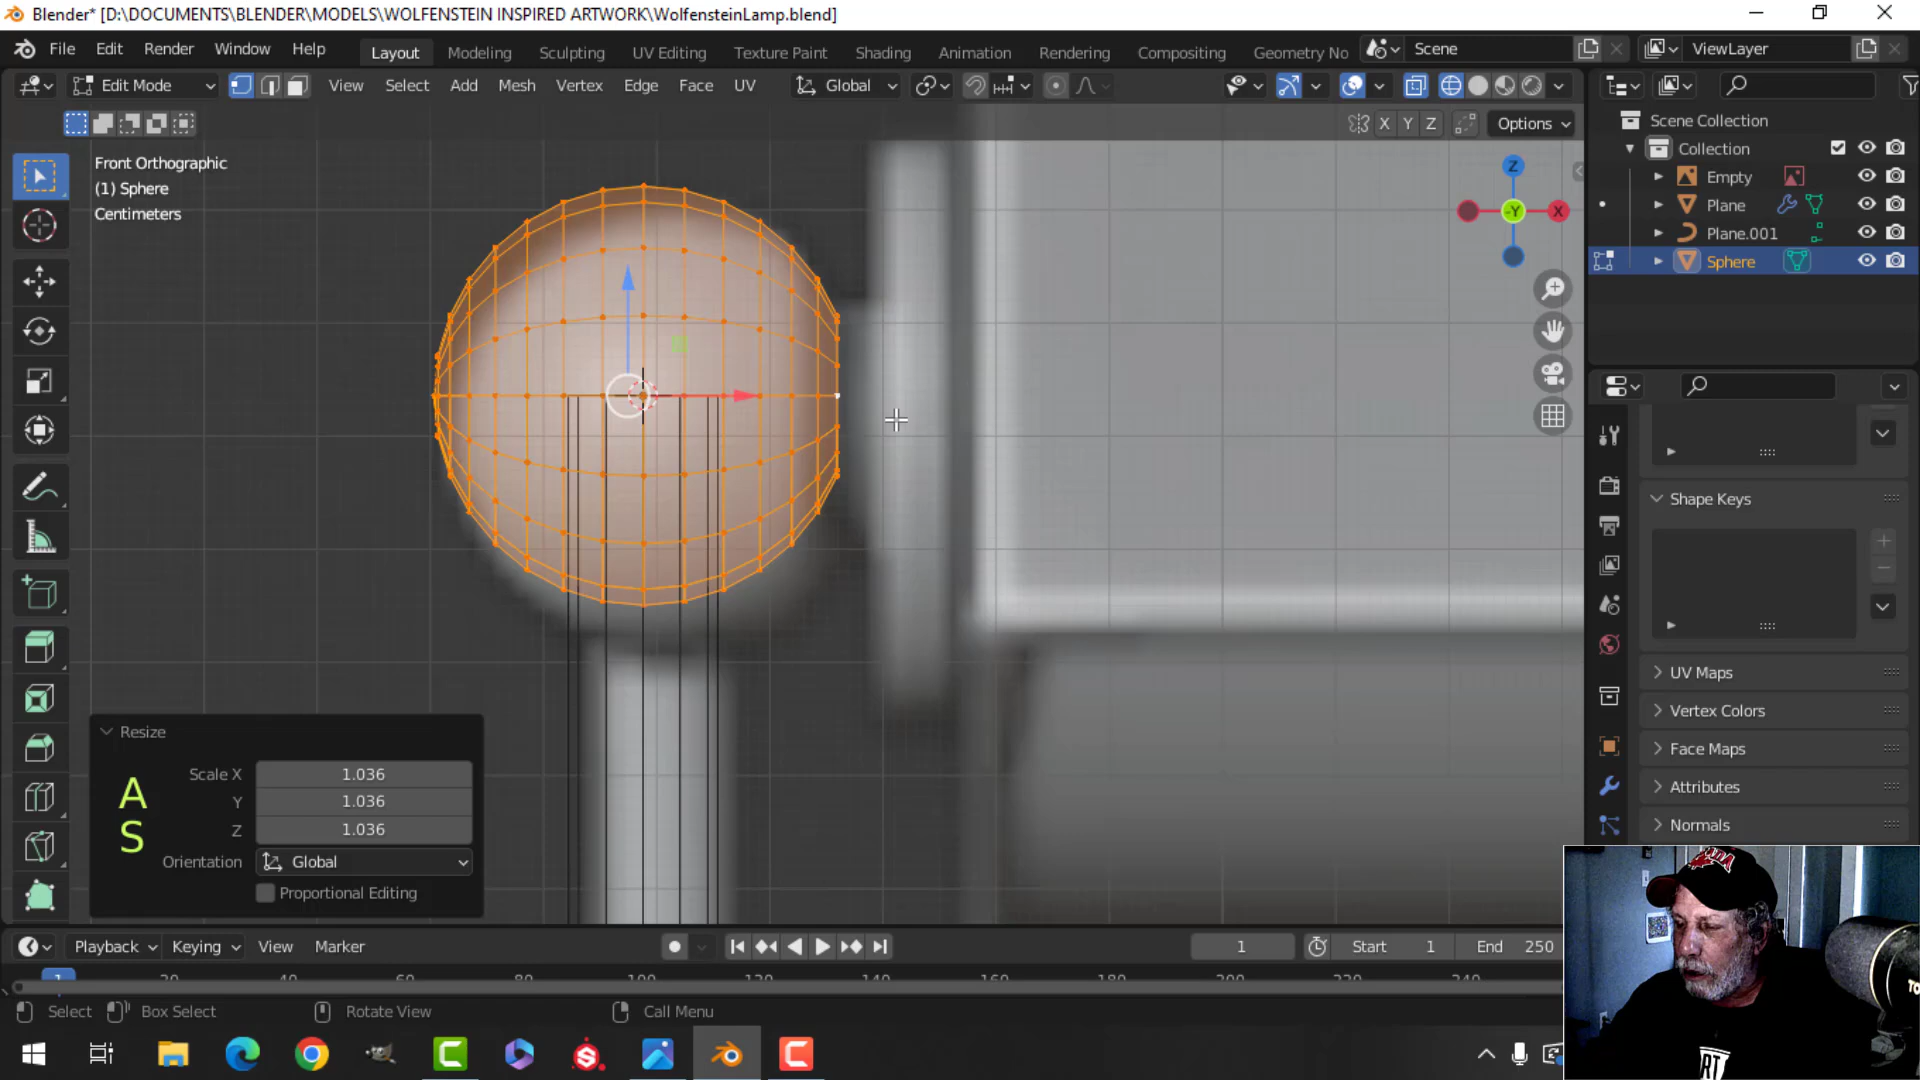 Blender* [D:\DOCUMENTS\BLENDER\MODELS\WOLFENSTEIN INSPIRED ARTWORK\WolfensteinLamp.blend]
File Edit Render Window Help Layout Modeling Sculpting UV Editing Texture Paint Shading Animation Rendering Compositing Geometry No Scene ViewLayer
Edit Mode View Select Add Mesh Vertex Edge Face UV Global
X Y Z Options
Scene Collection
Collection
Empty
Plane
Plane.001
Sphere
Front Orthographic
(1) Sphere
Centimeters
Z
-Y
X
Shape Keys
UV Maps
Vertex Colors
Face Maps
Attributes
Normals
Resize
Scale X 1.036
Y 1.036
Z 1.036
Orientation Global
Proportional Editing
A
S
Playback Keying View Marker 1 Start 1 End 250
1
Select Box Select Rotate View Call Menu